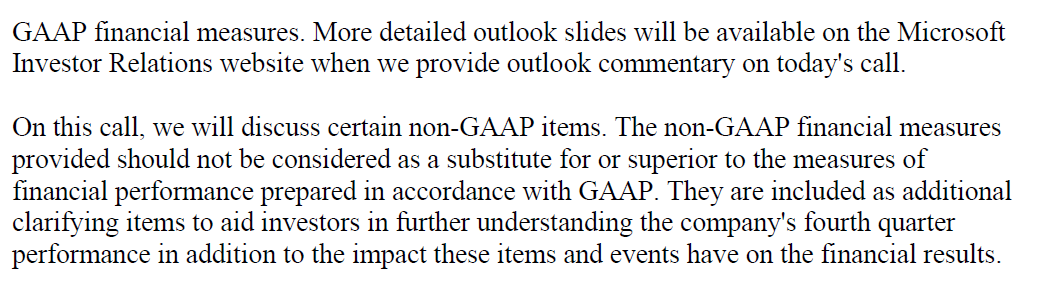 GAAP financial measures. More detailed outlook slides will be available on the Microsoft
Investor Relations website when we provide outlook commentary on today's call.
On this call, we will discuss certain non-GAAP items. The non-GAAP financial measures
provided should not be considered as a substitute for or superior to the measures of
financial performance prepared in accordance with GAAP. They are included as additional
clarifying items to aid investors in further understanding the company's fourth quarter
performance in addition to the impact these items and events have on the financial results.